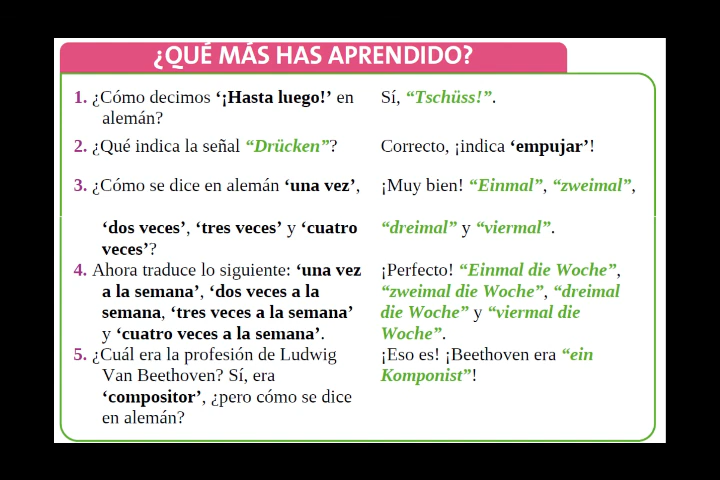 ¿QUÉ MÁS HAS APRENDIDO?
1. ¿Cómo decimos ‘¡Hasta luego!’ en
alemán?
Sí, “Tschüss!”.
2. ¿Qué indica la señal “Drücken”?
Correcto, ¡indica ‘empujar’!
3. ¿Cómo se dice en alemán ‘una vez’,
‘dos veces’, ‘tres veces’ y ‘cuatro
veces’?
¡Muy bien! “Einmal”, “zweimal”,
“dreimal” y “viermal”.
4. Ahora traduce lo siguiente: ‘una vez
a la semana’, ‘dos veces a la
semana, ‘tres veces a la semana’
y ‘cuatro veces a la semana’.
¡Perfecto! “Einmal die Woche”,
“zweimal die Woche”, “dreimal
die Woche” y “viermal die
Woche”.
5. ¿Cuál era la profesión de Ludwig
Van Beethoven? Sí, era
‘compositor’, ¿pero cómo se dice
en alemán?
¡Eso es! ¡Beethoven era “ein
Komponist”!